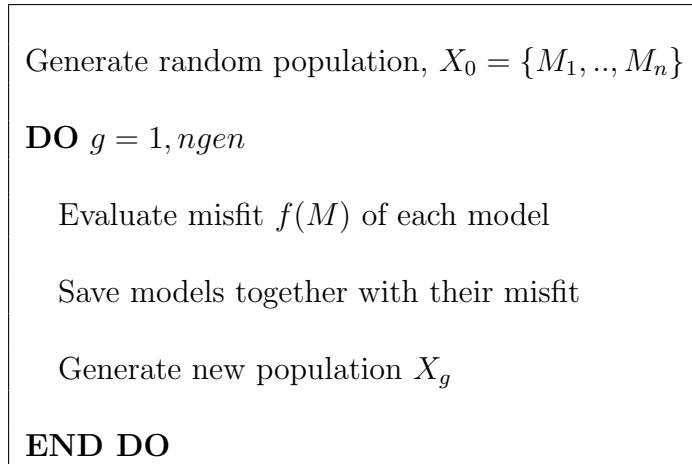 Generate random population, $X_0 = \{M_1, .., M_n\}$
DO $g = 1, ngen$
Evaluate misfit $f(M)$ of each model
Save models together with their misfit
Generate new population $X_g$
END DO